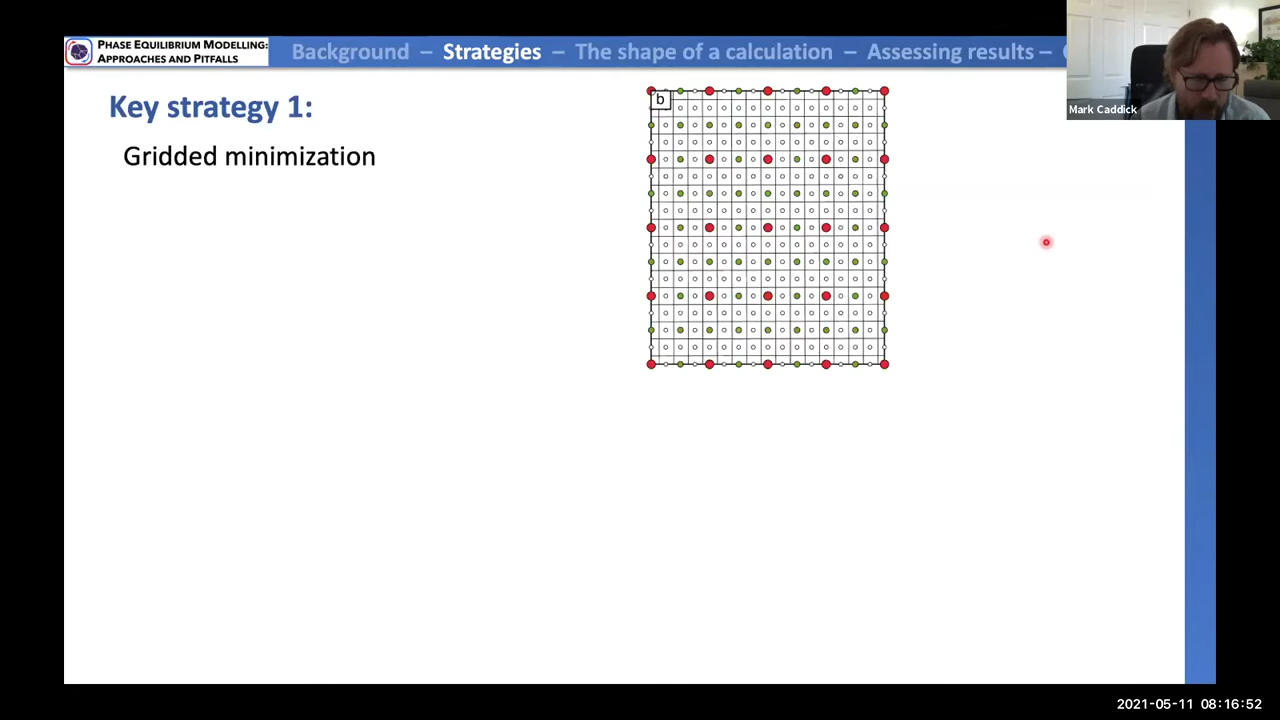 PHASE EQUILIBRIUM MODELLING:
APPROACHES AND PITFALLS
Background – Strategies – The shape of a calculation – Assessing results –
Mark Caddick
Key strategy 1:
Gridded minimization
b
2021-05-11 08:16:52